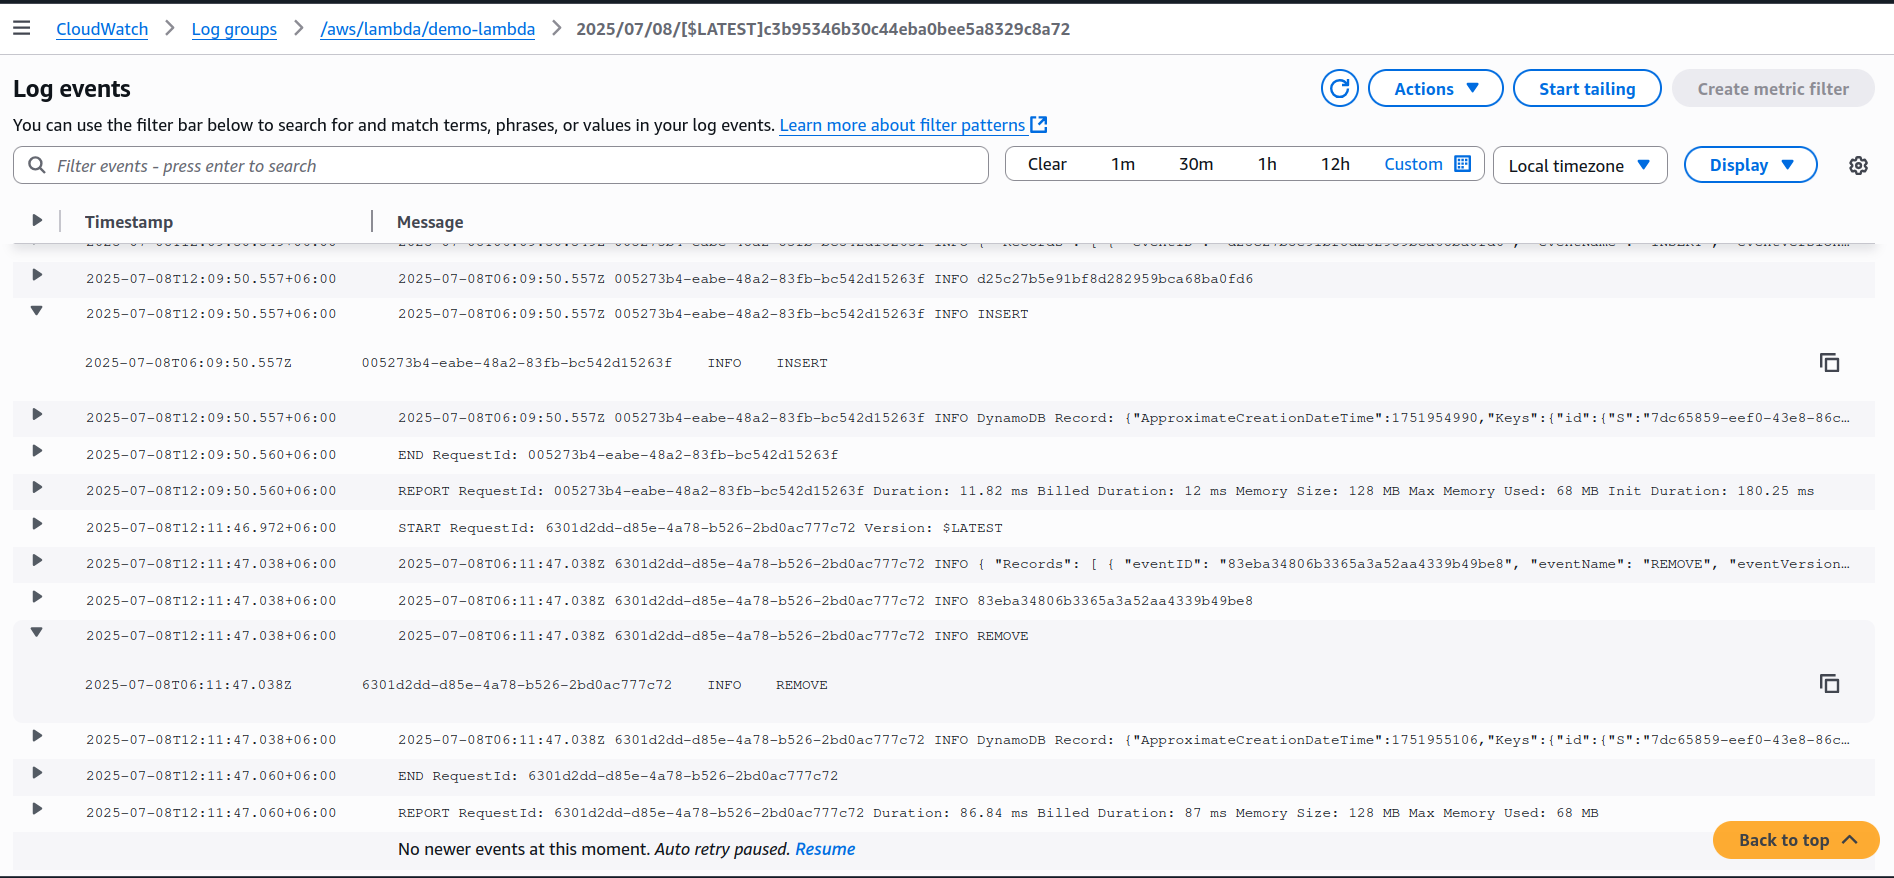 CloudWatch > Log groups > /aws/lambda/demo-lambda > 2025/07/08/[$LATEST]c3b95346b30c44eba0bee5a8329c8a72
Log events
Actions
Start tailing
Create metric filter
You can use the filter bar below to search for and match terms, phrases, or values in your log events. Learn more about filter patterns
Filter events - press enter to search
Clear 1m 30m 1h 12h Custom
Local timezone
Display
Timestamp Message
2025-07-08T12:09:50.557+06:00 2025-07-08T06:09:50.557Z 005273b4-eabe-48a2-83fb-bc542d15263f INFO d25c27b5e91bf8d282959bca68ba0fd6
2025-07-08T12:09:50.557+06:00 2025-07-08T06:09:50.557Z 005273b4-eabe-48a2-83fb-bc542d15263f INFO INSERT
2025-07-08T06:09:50.557Z 005273b4-eabe-48a2-83fb-bc542d15263f INFO INSERT
2025-07-08T12:09:50.557+06:00 2025-07-08T06:09:50.557Z 005273b4-eabe-48a2-83fb-bc542d15263f INFO DynamoDB Record: {"ApproximateCreationDateTime":1751954990,"Keys":{"id":{"S":"7dc65859-eef0-43e8-86c…
2025-07-08T12:09:50.560+06:00 END RequestId: 005273b4-eabe-48a2-83fb-bc542d15263f
2025-07-08T12:09:50.560+06:00 REPORT RequestId: 005273b4-eabe-48a2-83fb-bc542d15263f Duration: 11.82 ms Billed Duration: 12 ms Memory Size: 128 MB Max Memory Used: 68 MB Init Duration: 180.25 ms
2025-07-08T12:11:46.972+06:00 START RequestId: 6301d2dd-d85e-4a78-b526-2bd0ac777c72 Version: $LATEST
2025-07-08T12:11:47.038+06:00 2025-07-08T06:11:47.038Z 6301d2dd-d85e-4a78-b526-2bd0ac777c72 INFO { "Records": [ { "eventID": "83eba34806b3365a3a52aa4339b49be8", "eventName": "REMOVE", "eventVersion…
2025-07-08T12:11:47.038+06:00 2025-07-08T06:11:47.038Z 6301d2dd-d85e-4a78-b526-2bd0ac777c72 INFO 83eba34806b3365a3a52aa4339b49be8
2025-07-08T12:11:47.038+06:00 2025-07-08T06:11:47.038Z 6301d2dd-d85e-4a78-b526-2bd0ac777c72 INFO REMOVE
2025-07-08T06:11:47.038Z 6301d2dd-d85e-4a78-b526-2bd0ac777c72 INFO REMOVE
2025-07-08T12:11:47.038+06:00 2025-07-08T06:11:47.038Z 6301d2dd-d85e-4a78-b526-2bd0ac777c72 INFO DynamoDB Record: {"ApproximateCreationDateTime":1751955106,"Keys":{"id":{"S":"7dc65859-eef0-43e8-86c…
2025-07-08T12:11:47.060+06:00 END RequestId: 6301d2dd-d85e-4a78-b526-2bd0ac777c72
2025-07-08T12:11:47.060+06:00 REPORT RequestId: 6301d2dd-d85e-4a78-b526-2bd0ac777c72 Duration: 86.84 ms Billed Duration: 87 ms Memory Size: 128 MB Max Memory Used: 68 MB
No newer events at this moment. Auto retry paused. Resume
Back to top